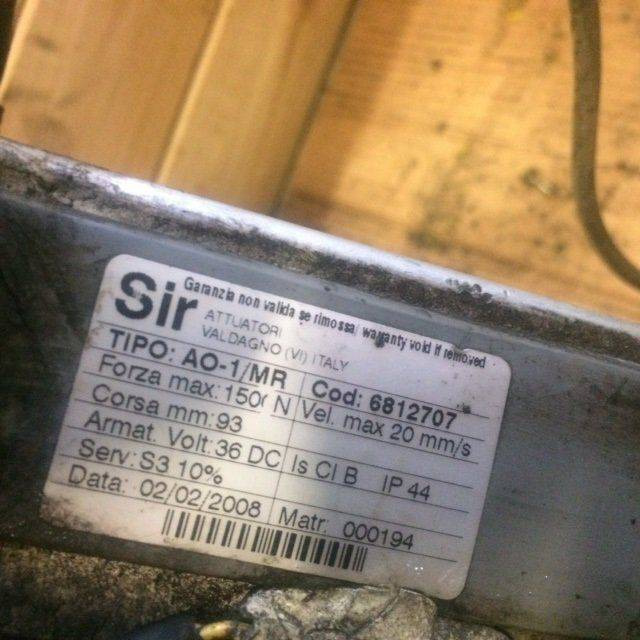 Sir Garanzia non valida se rimossa/ warranty void if removed
ATTUATORI
VALDAGNO (VI) ITALY
TIPO: AO-1/MR Cod: 6812707
Forza max: 1500 N Vel. max 20 mm/s
Corsa mm: 93
Armat. Volt: 36 DC Is Cl B IP 44
Serv: S3 10%
Data: 02/02/2008 Matr: 000194